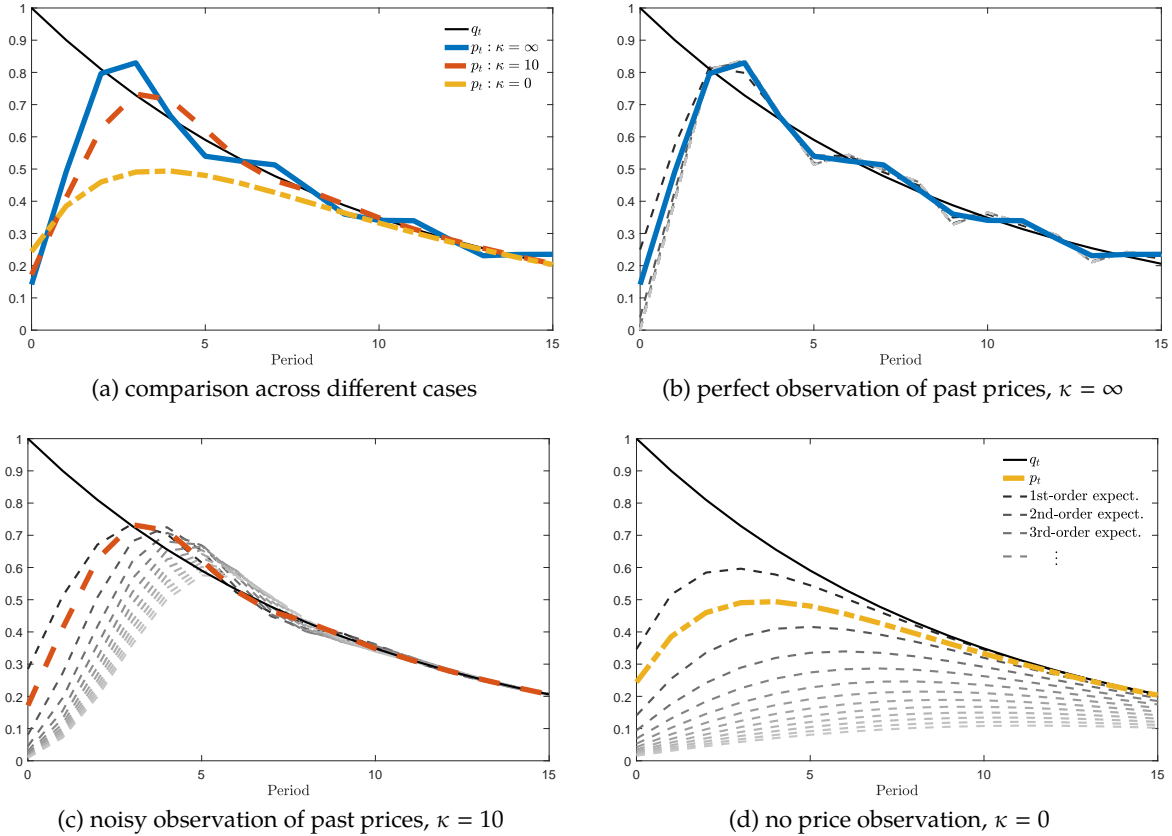 1
0.9
0.8
0.7
0.6
0.5
0.4
0.3
0.2
0.1
0
0 5 10 15
Period
q_t
p_t : κ = ∞
p_t : κ = 10
p_t : κ = 0
(a) comparison across different cases
1
0.9
0.8
0.7
0.6
0.5
0.4
0.3
0.2
0.1
0
0 5 10 15
Period
(b) perfect observation of past prices, κ = ∞
1
0.9
0.8
0.7
0.6
0.5
0.4
0.3
0.2
0.1
0
0 5 10 15
Period
(c) noisy observation of past prices, κ = 10
1
0.9
0.8
0.7
0.6
0.5
0.4
0.3
0.2
0.1
0
0 5 10 15
Period
q_t
p_t
1st-order expect.
2nd-order expect.
3rd-order expect.
⋮
(d) no price observation, κ = 0